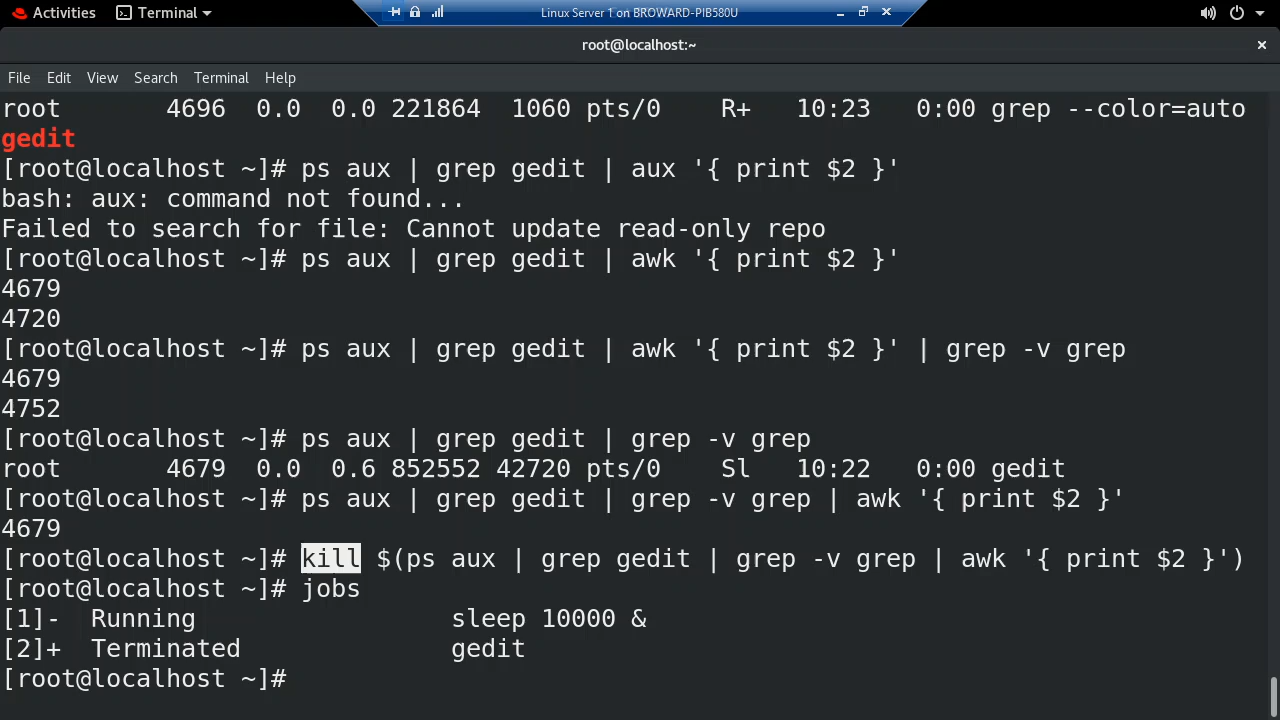 Activities Terminal Linux Server 1 on BROWARD-PIB580U
root@localhost:~
File Edit View Search Terminal Help
root       4696  0.0  0.0 221864  1060 pts/0    R+   10:23   0:00 grep --color=auto
gedit
[root@localhost ~]# ps aux | grep gedit | aux '{ print $2 }'
bash: aux: command not found...
Failed to search for file: Cannot update read-only repo
[root@localhost ~]# ps aux | grep gedit | awk '{ print $2 }'
4679
4720
[root@localhost ~]# ps aux | grep gedit | awk '{ print $2 }' | grep -v grep
4679
4752
[root@localhost ~]# ps aux | grep gedit | grep -v grep
root       4679  0.0  0.6 852552 42720 pts/0    Sl   10:22   0:00 gedit
[root@localhost ~]# ps aux | grep gedit | grep -v grep | awk '{ print $2 }'
4679
[root@localhost ~]# kill $(ps aux | grep gedit | grep -v grep | awk '{ print $2 }')
[root@localhost ~]# jobs
[1]-  Running                 sleep 10000 &
[2]+  Terminated              gedit
[root@localhost ~]#